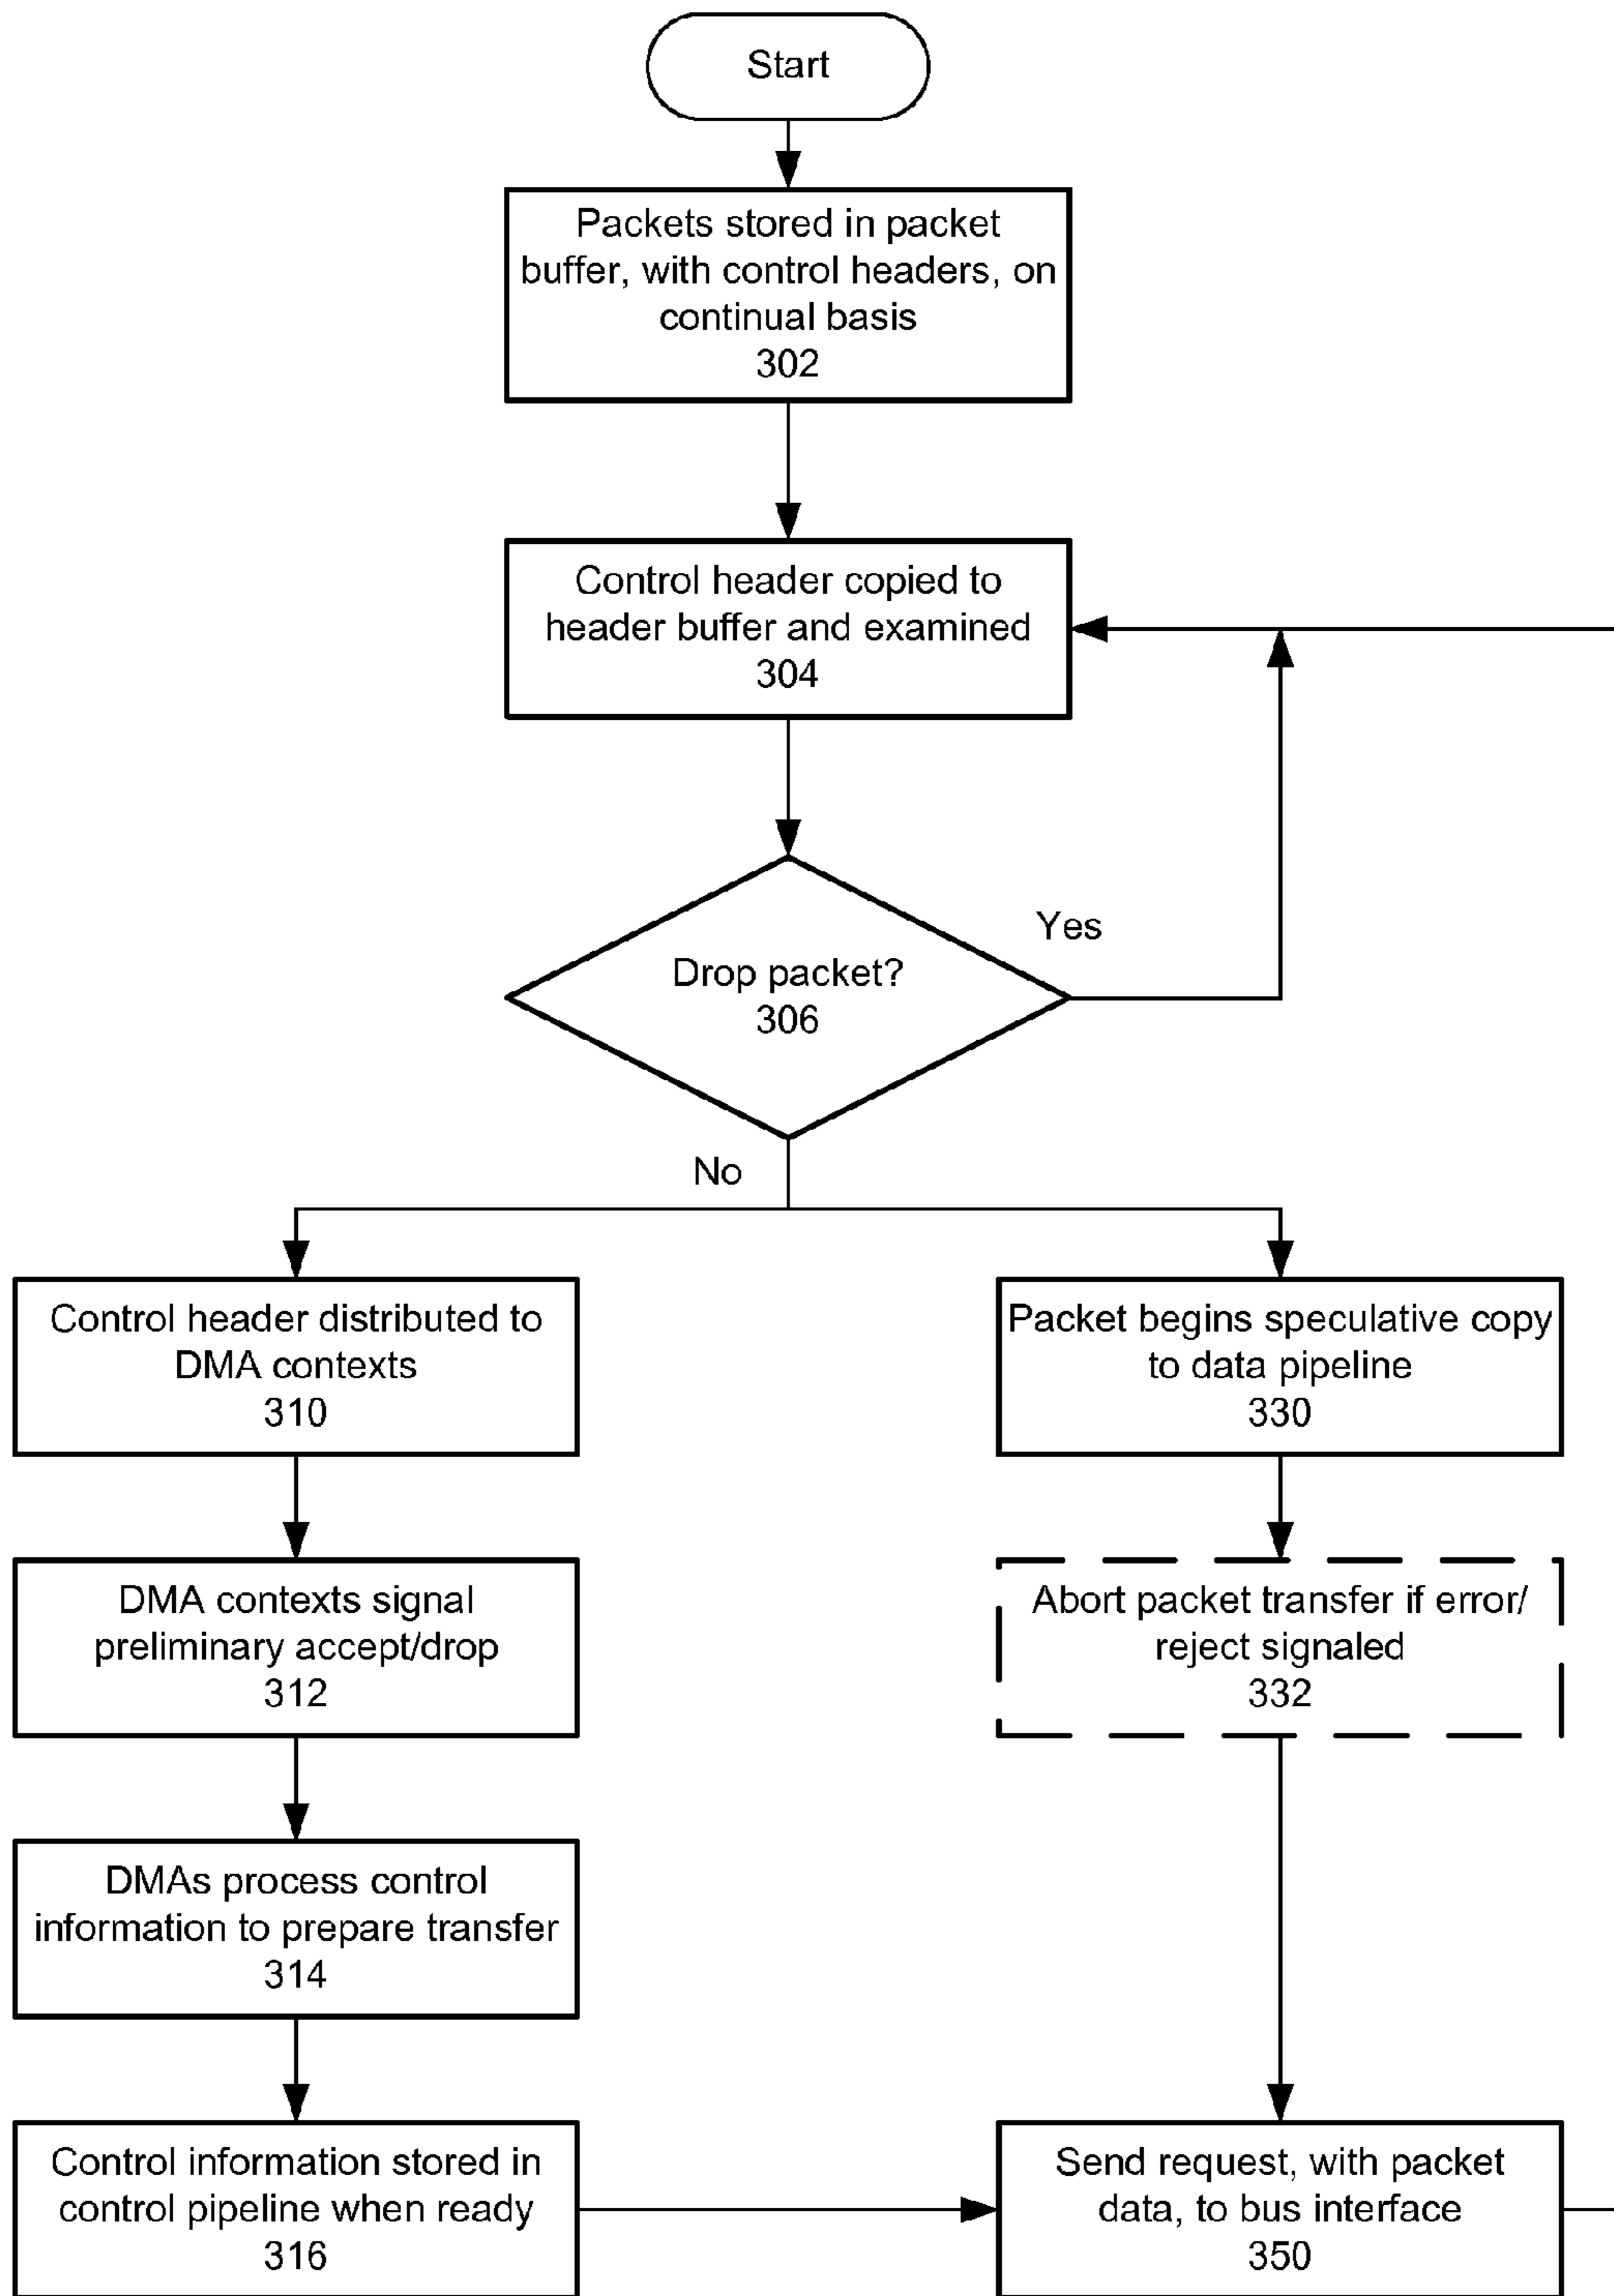 Start
Packets stored in packet
buffer, with control headers, on
continual basis
302
Control header copied to
header buffer and examined
304
Drop packet?
306
Yes
No
Control header distributed to
DMA contexts
310
Packet begins speculative copy
to data pipeline
330
DMA contexts signal
preliminary accept/drop
312
Abort packet transfer if error/
reject signaled
332
DMAs process control
information to prepare transfer
314
Control information stored in
control pipeline when ready
316
Send request, with packet
data, to bus interface
350